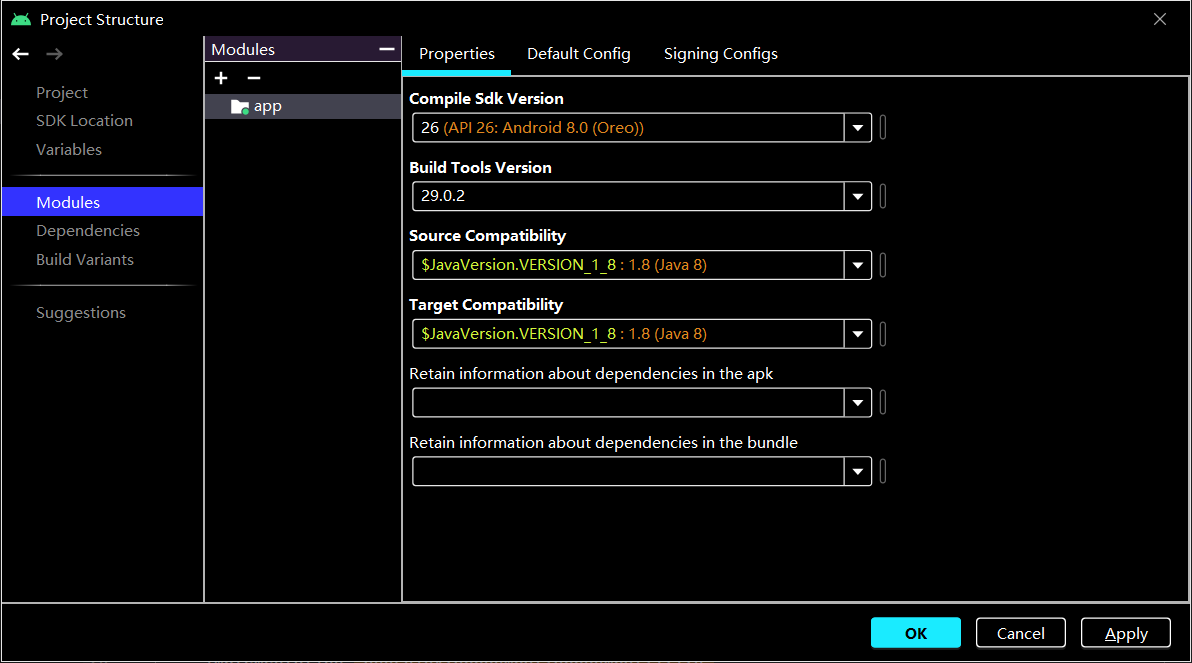 Project Structure
Project
SDK Location
Variables
Modules
Dependencies
Build Variants
Suggestions
Modules
app
Properties Default Config Signing Configs
Compile Sdk Version
26 (API 26: Android 8.0 (Oreo))
Build Tools Version
29.0.2
Source Compatibility
$JavaVersion.VERSION_1_8 : 1.8 (Java 8)
Target Compatibility
$JavaVersion.VERSION_1_8 : 1.8 (Java 8)
Retain information about dependencies in the apk
Retain information about dependencies in the bundle
OK Cancel Apply